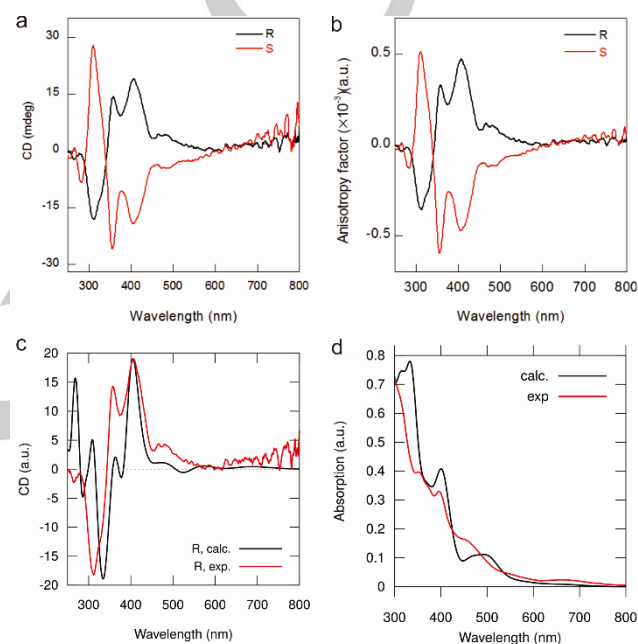 a
R
S
CD (mdeg)
30
15
0
-15
-30
300 400 500 600 700 800
Wavelength (nm)
b
R
S
Anisotropy factor (×10⁻³)(a.u.)
0.5
0.0
-0.5
300 400 500 600 700 800
Wavelength (nm)
c
CD (a.u.)
20
15
10
5
0
-5
-10
-15
-20
R, calc.
R, exp.
300 400 500 600 700 800
Wavelength (nm)
d
calc.
exp
Absorption (a.u.)
0.8
0.7
0.6
0.5
0.4
0.3
0.2
0.1
0
300 400 500 600 700 800
Wavelength (nm)